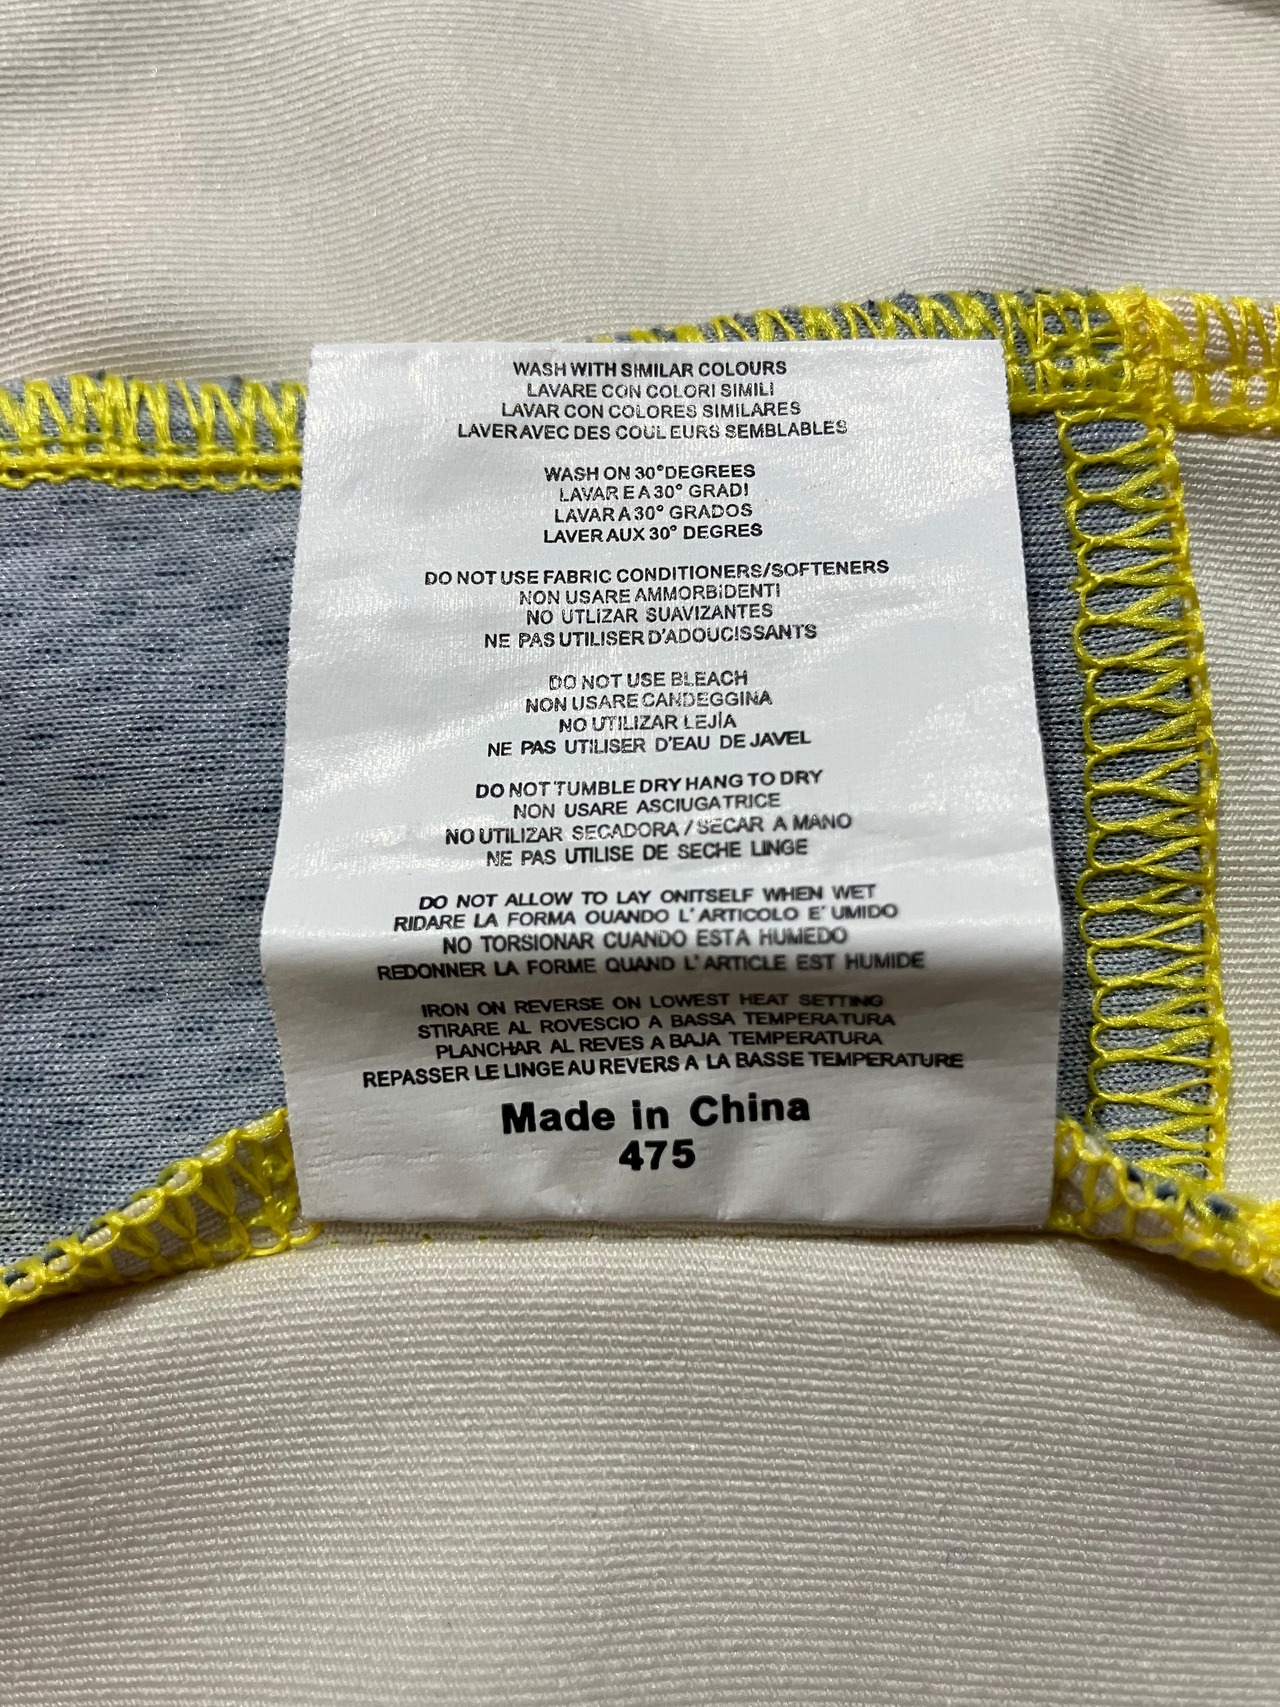 WASH WITH SIMILAR COLOURS
LAVARE CON COLORI SIMILI
LAVAR CON COLORES SIMILARES
LAVER AVEC DES COULEURS SEMBLABLES
WASH ON 30° DEGREES
LAVARE A 30° GRADI
LAVAR A 30° GRADOS
LAVER AUX 30° DEGRES
DO NOT USE FABRIC CONDITIONERS/SOFTENERS
NON USARE AMMORBIDENTI
NO UTLIZAR SUAVIZANTES
NE PAS UTILISER D'ADOUCISSANTS
DO NOT USE BLEACH
NON USARE CANDEGGINA
NO UTILIZAR LEJÍA
NE PAS UTILISER D'EAU DE JAVEL
DO NOT TUMBLE DRY HANG TO DRY
NON USARE ASCIUGATRICE
NO UTILIZAR SECADORA / SECAR A MANO
NE PAS UTILISE DE SECHE LINGE
DO NOT ALLOW TO LAY ONITSELF WHEN WET
RIDARE LA FORMA QUANDO L'ARTICOLO E' UMIDO
NO TORSIONAR CUANDO ESTA HUMEDO
REDONNER LA FORME QUAND L'ARTICLE EST HUMIDE
IRON ON REVERSE ON LOWEST HEAT SETTING
STIRARE AL ROVESCIO A BASSA TEMPERATURA
PLANCHAR AL REVES A BAJA TEMPERATURA
REPASSER LE LINGE AU REVERS A LA BASSE TEMPERATURE
Made in China
475